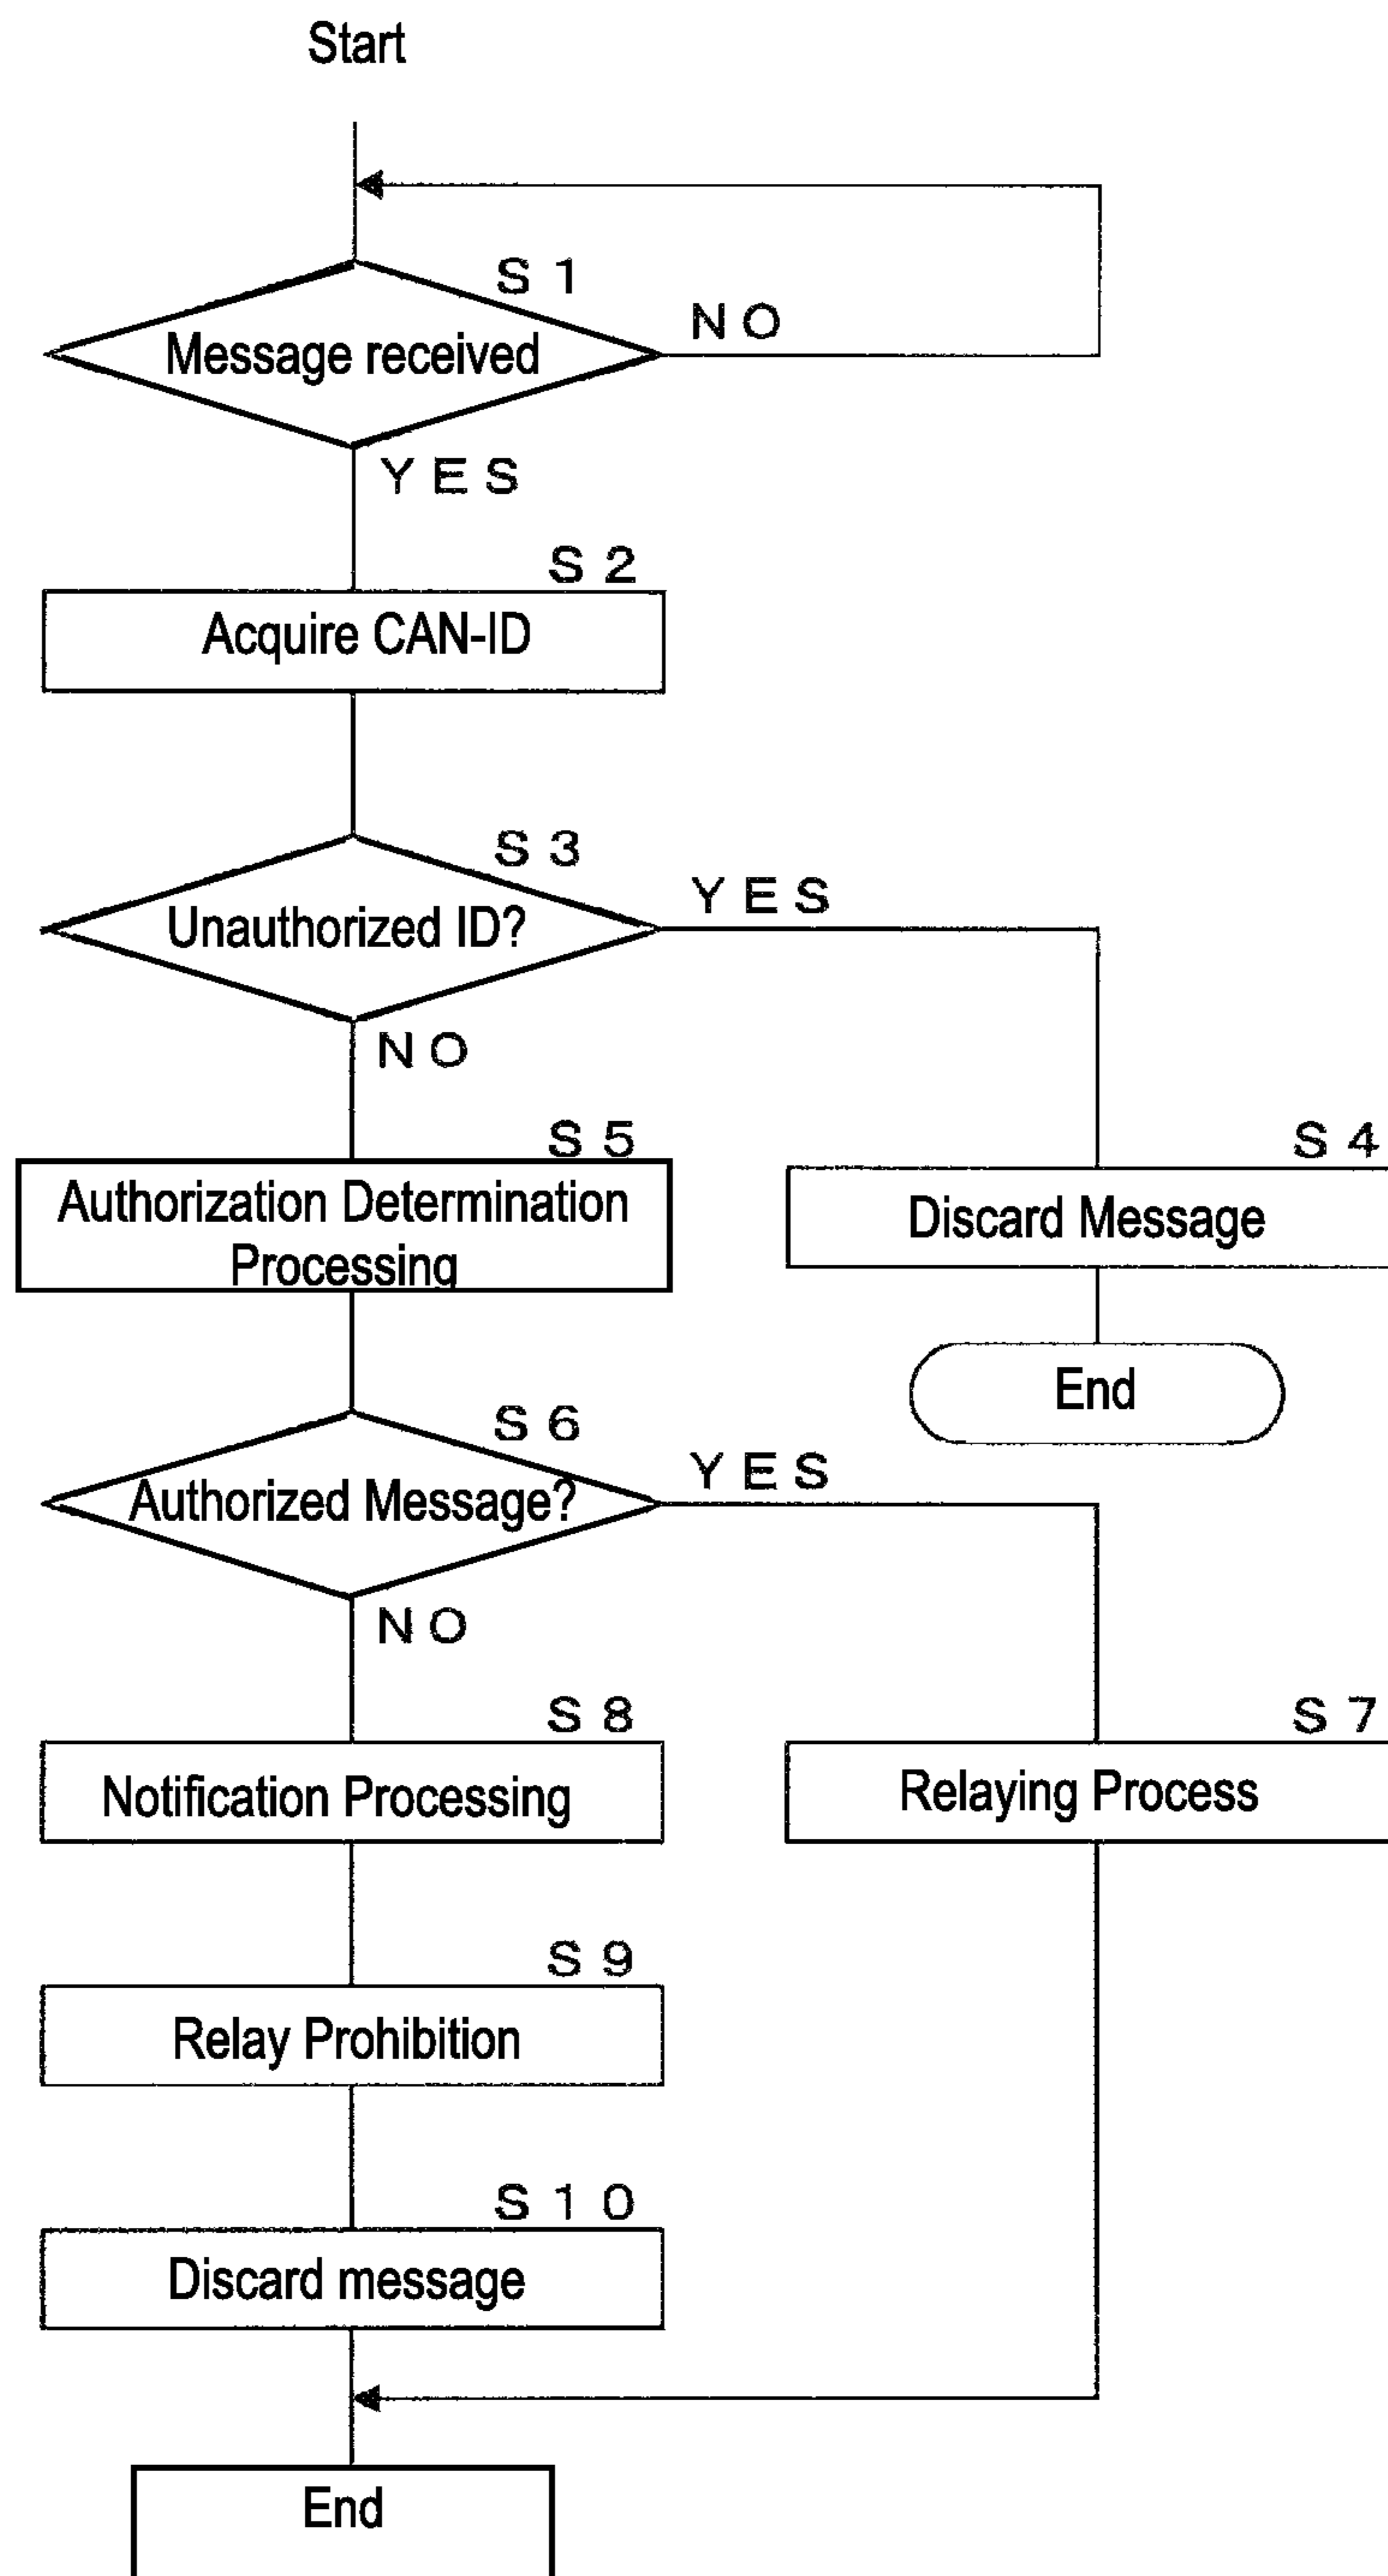 Start
S 1
Message received
NO
YES
S 2
Acquire CAN-ID
S 3
Unauthorized ID?
YES
NO
S 5
Authorization Determination
Processing
S 4
Discard Message
End
S 6
Authorized Message?
YES
NO
S 8
Notification Processing
S 7
Relaying Process
S 9
Relay Prohibition
S 1 0
Discard message
End